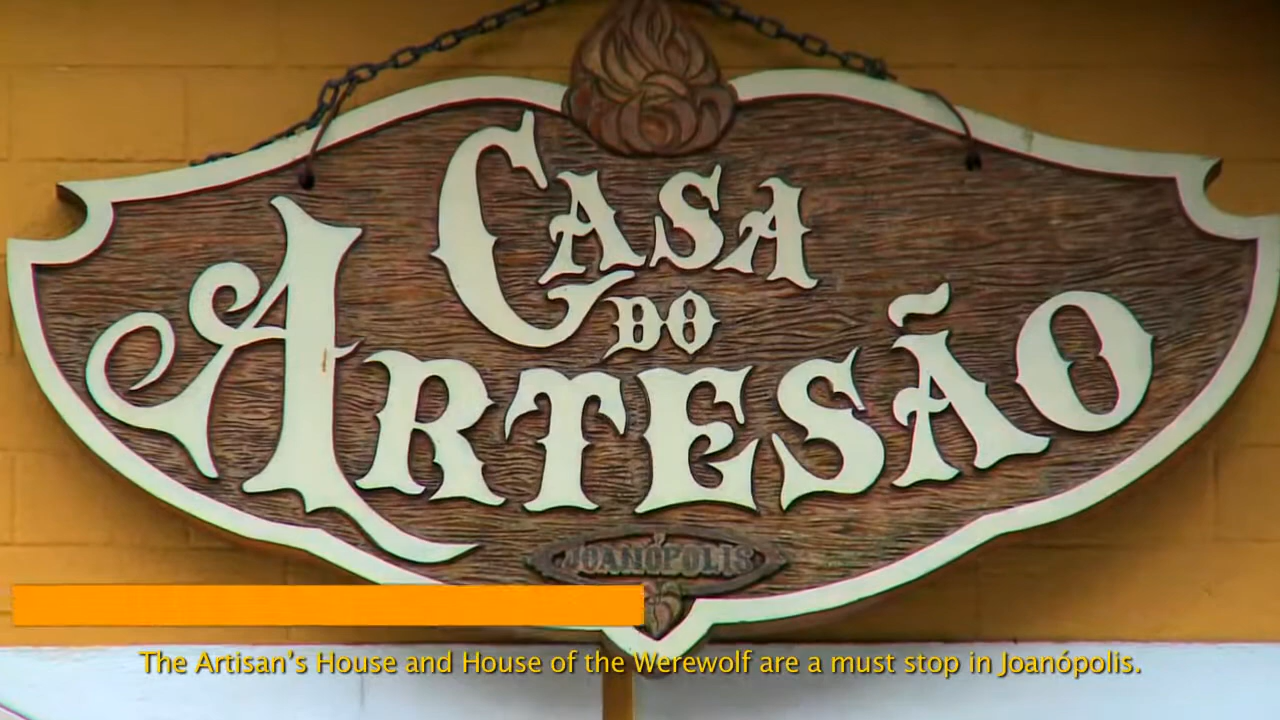 CASA
DO
ARTESÃO
JOANÓPOLIS
The Artisan's House and House of the Werewolf are a must stop in Joanópolis.